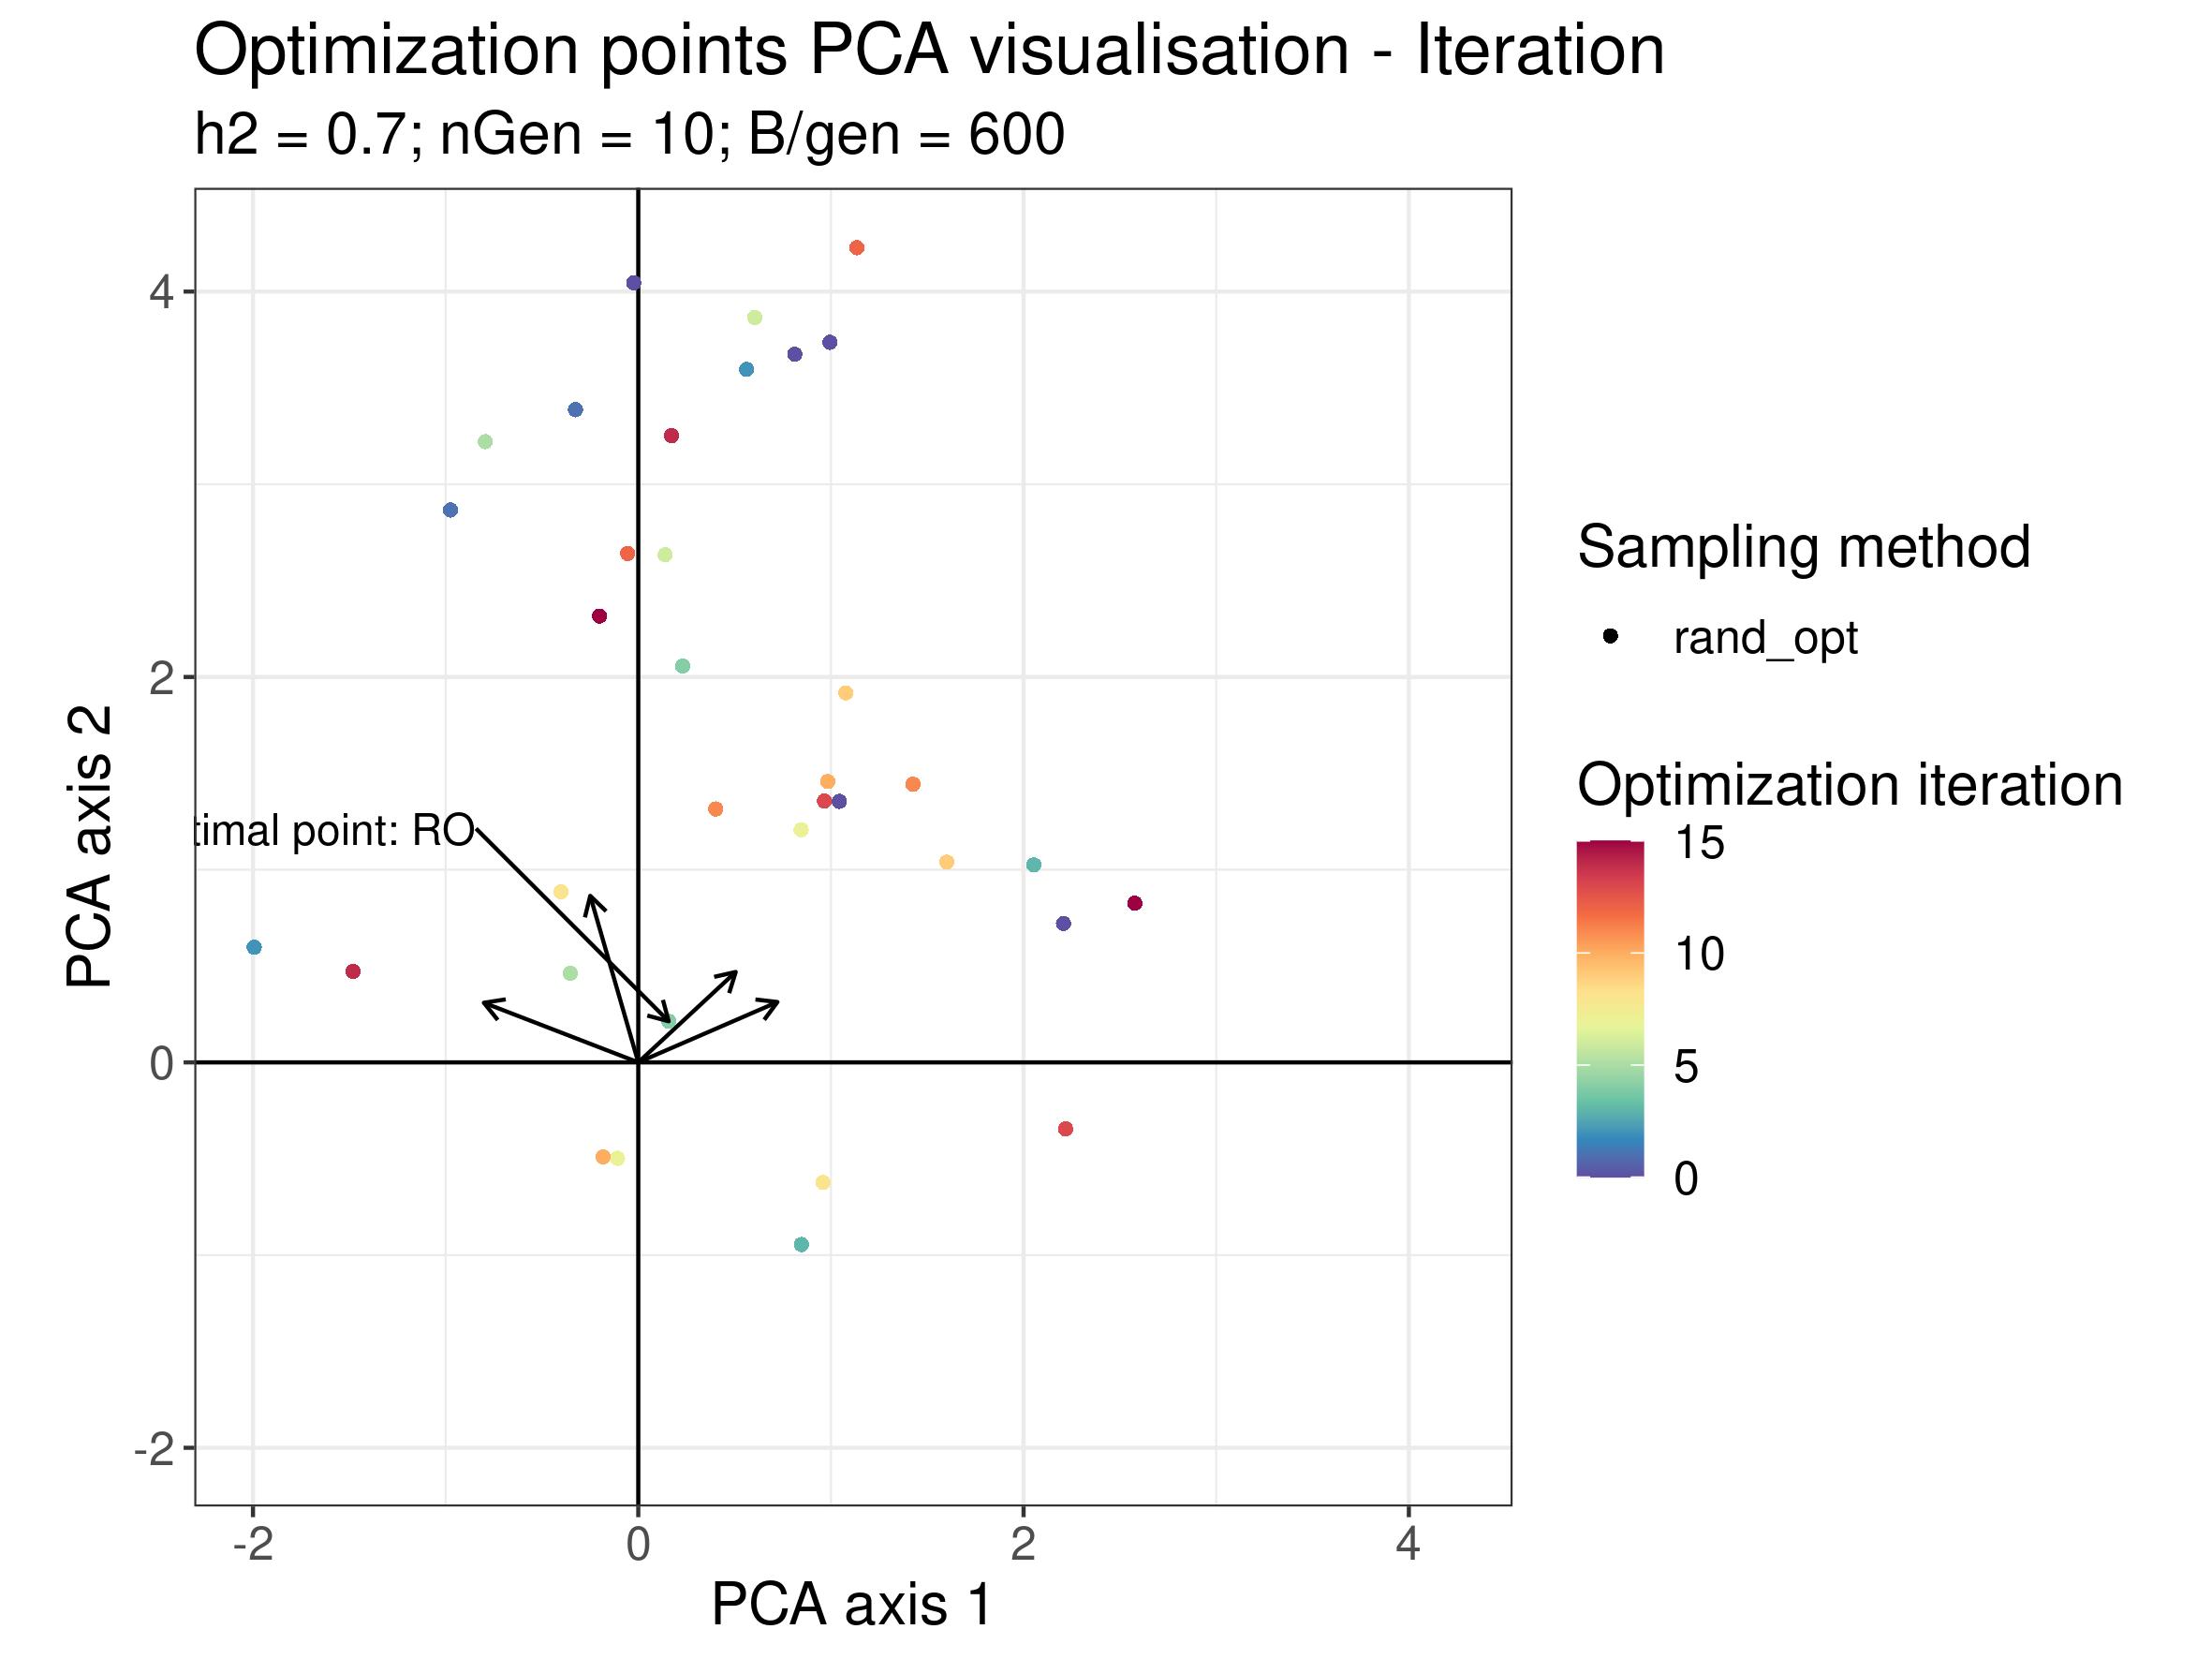 Optimization points PCA visualisation - Iteration
h2 = 0.7; nGen = 10; B/gen = 600
4
2
0
-2
PCA axis 2
timal point: RO
-2
0
2
4
PCA axis 1
Sampling method
rand_opt
Optimization iteration
15
10
5
0